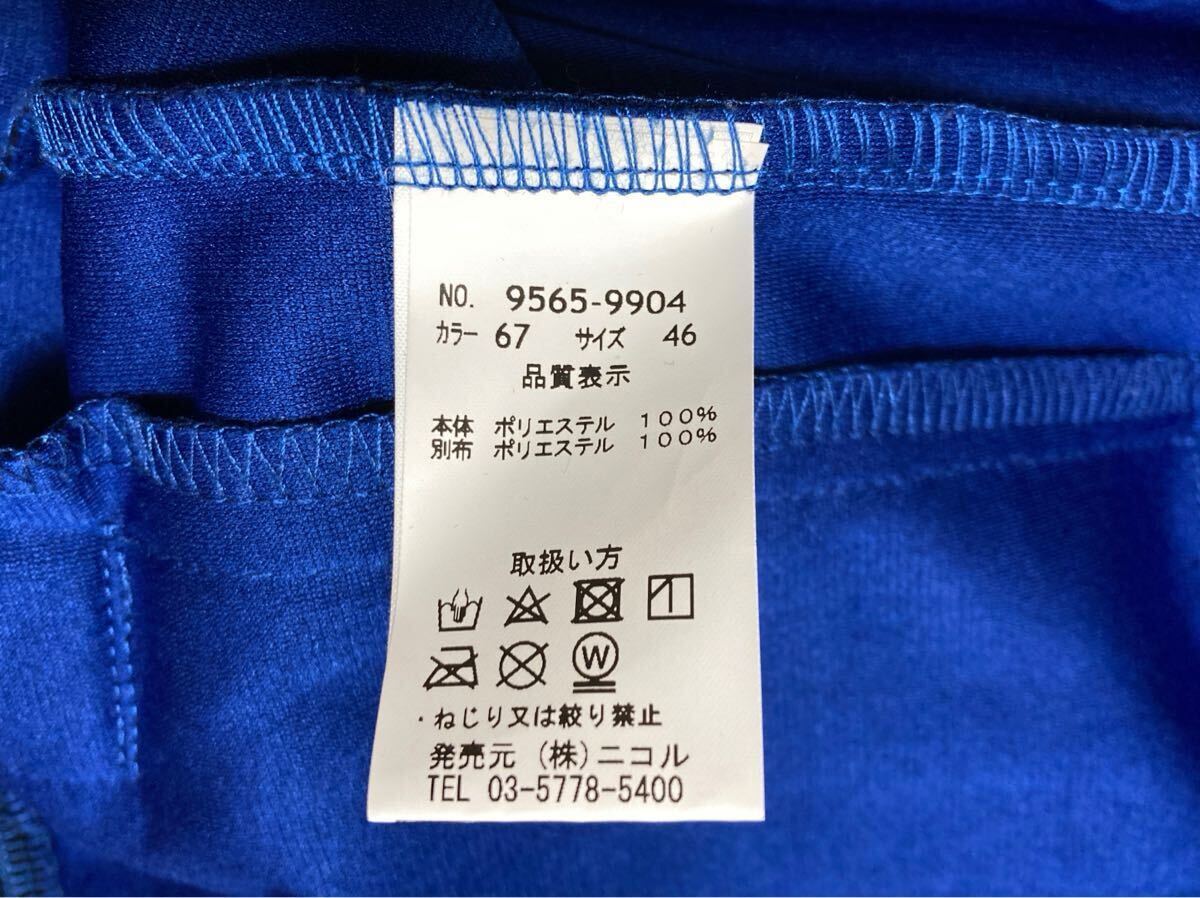 NO. 9565-9904
カラー 67 サイズ 46
品質表示
本体 ポリエステル 100%
別布 ポリエステル 100%
取扱い方
W
・ねじり又は絞り禁止
発売元 (株)ニコル
TEL 03-5778-5400